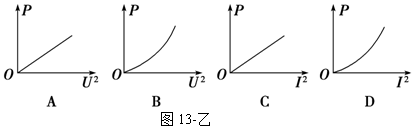 P P P P
O U² O U² O I² O I²
A B C D
图 13-乙